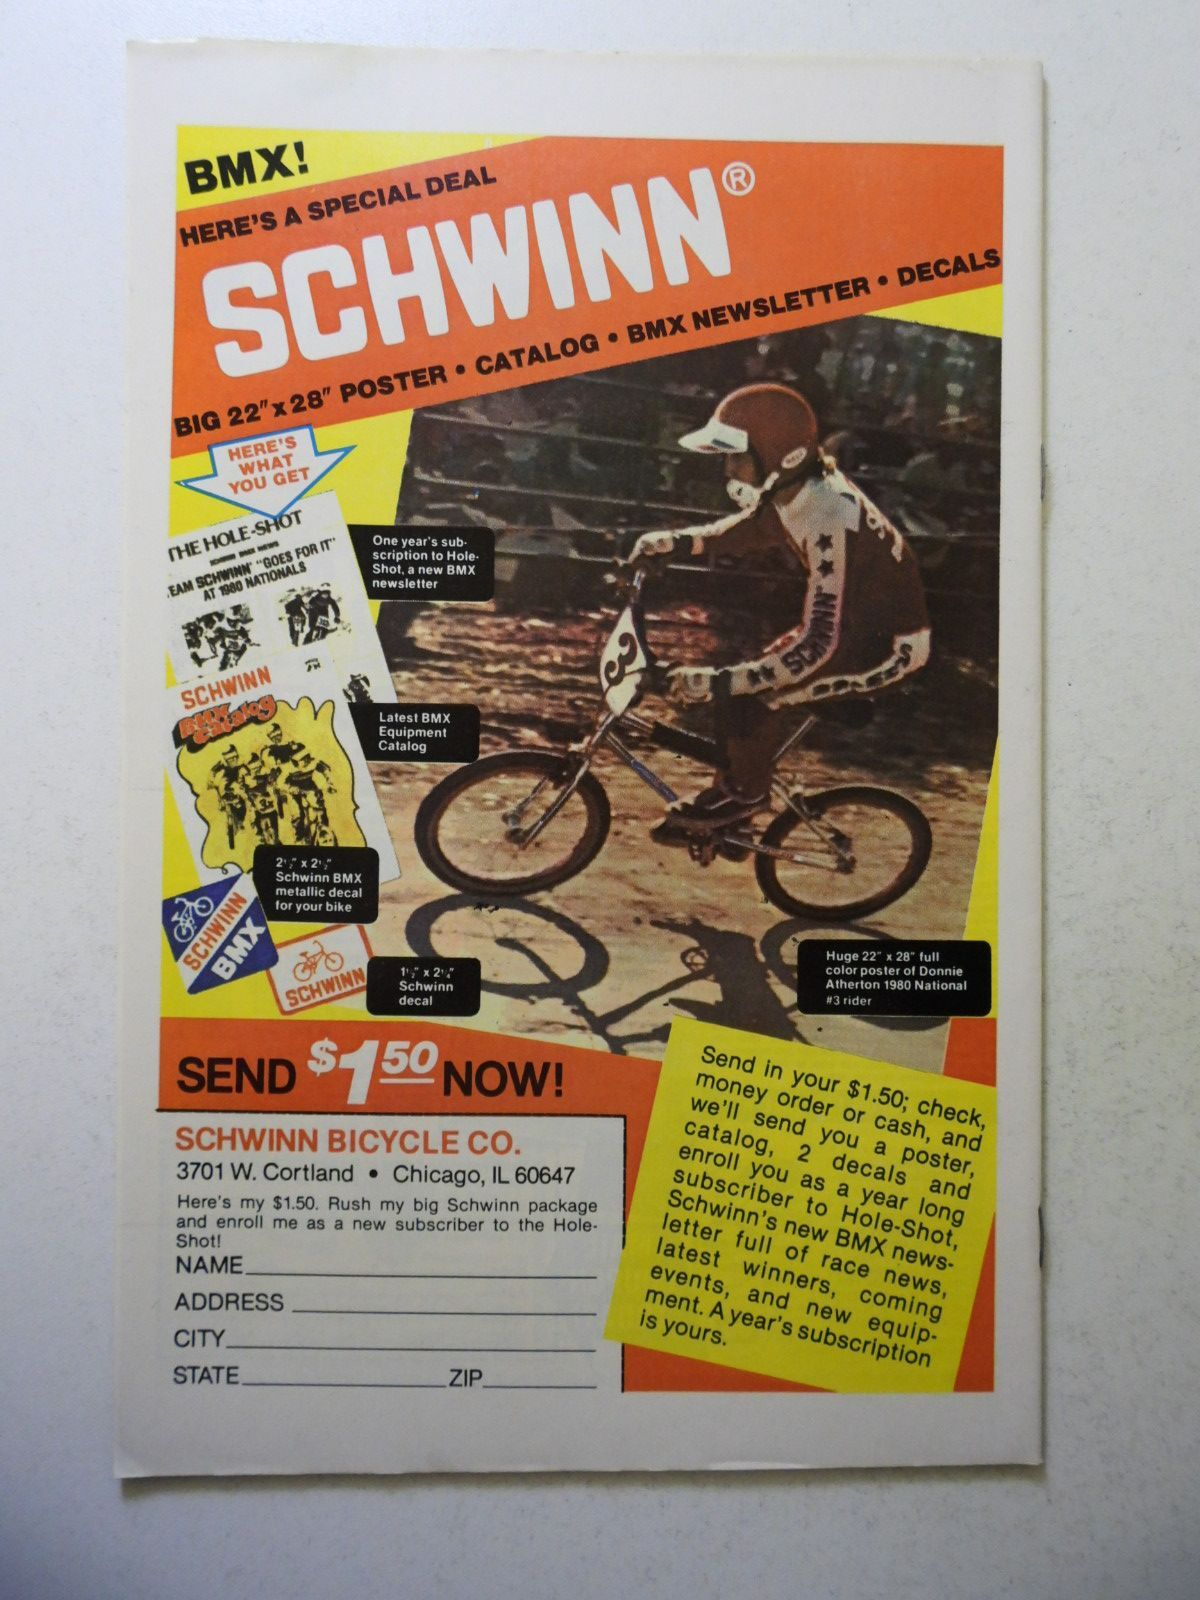 BMX!
HERE'S A SPECIAL DEAL
SCHWINN®
BIG 22" x 28" POSTER • CATALOG • BMX NEWSLETTER • DECALS
HERE'S
WHAT
YOU GET
THE HOLE-SHOT
SCHWINN BMX NEWS
TEAM SCHWINN "GOES FOR IT"
AT 1980 NATIONALS
One year's sub-
scription to Hole-
Shot, a new BMX
newsletter
SCHWINN
BMX
Catalog
Latest BMX
Equipment
Catalog
2½" x 2½"
Schwinn BMX
metallic decal
for your bike
SCHWINN
BMX
SCHWINN
1½" x 2¼"
Schwinn
decal
3
SCHWINN
Huge 22" x 28" full
color poster of Donnie
Atherton 1980 National
#3 rider
SEND $1.50 NOW!
SCHWINN BICYCLE CO.
3701 W. Cortland • Chicago, IL 60647
Here's my $1.50. Rush my big Schwinn package
and enroll me as a new subscriber to the Hole-
Shot!
NAME
ADDRESS
CITY
STATE ZIP
Send in your $1.50; check,
money order or cash, and
we'll send you a poster,
catalog, 2 decals and
enroll you as a year long
subscriber to Hole-Shot,
Schwinn's new BMX news-
letter full of race news,
latest winners, coming
events, and new equip-
ment. A year's subscription
is yours.